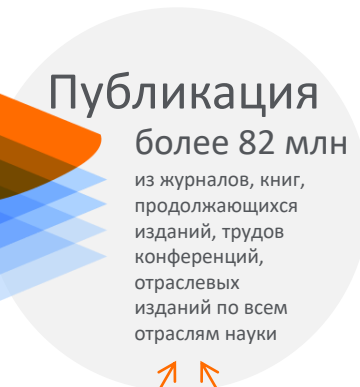 Публикация
более 82 млн
из журналов, книг,
продолжающихся
изданий, трудов
конференций,
отраслевых
изданий по всем
отраслям науки